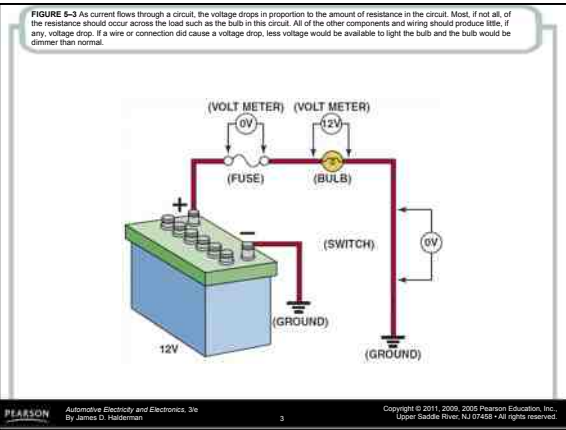 FIGURE 5–3 As current flows through a circuit, the voltage drops in proportion to the amount of resistance in the circuit. Most, if not all, of
the resistance should occur across the load such as the bulb in this circuit. All of the other components and wiring should produce little, if
any, voltage drop. If a wire or connection did cause a voltage drop, less voltage would be available to light the bulb and the bulb would be
dimmer than normal.
(VOLT METER) (VOLT METER)
0V 12V
(FUSE) (BULB)
+
−
(SWITCH) 0V
(GROUND)
12V
(GROUND)
PEARSON
Automotive Electricity and Electronics, 3/e
By James D. Halderman
3
Copyright © 2011, 2009, 2005 Pearson Education, Inc.,
Upper Saddle River, NJ 07458 • All rights reserved.